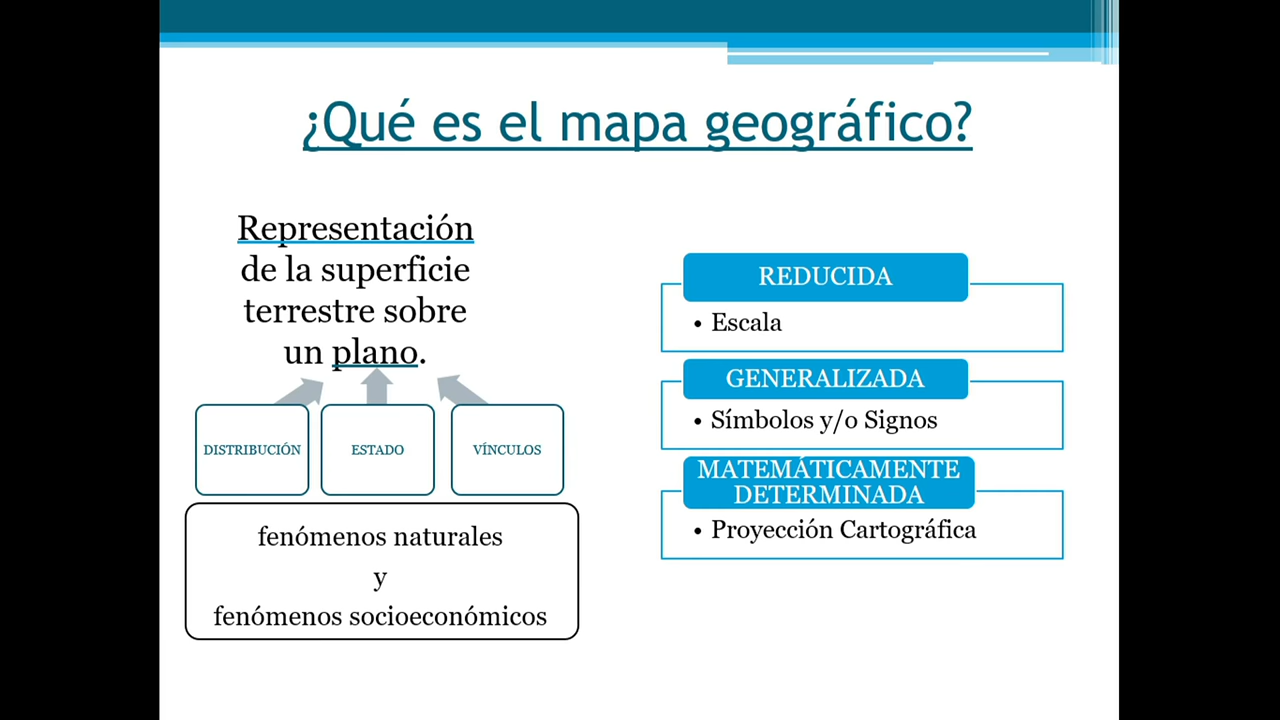 ¿Qué es el mapa geográfico?
Representación
de la superficie
terrestre sobre
un plano.
DISTRIBUCIÓN
ESTADO
VÍNCULOS
fenómenos naturales
y
fenómenos socioeconómicos
REDUCIDA
• Escala
GENERALIZADA
• Símbolos y/o Signos
MATEMÁTICAMENTE
DETERMINADA
• Proyección Cartográfica